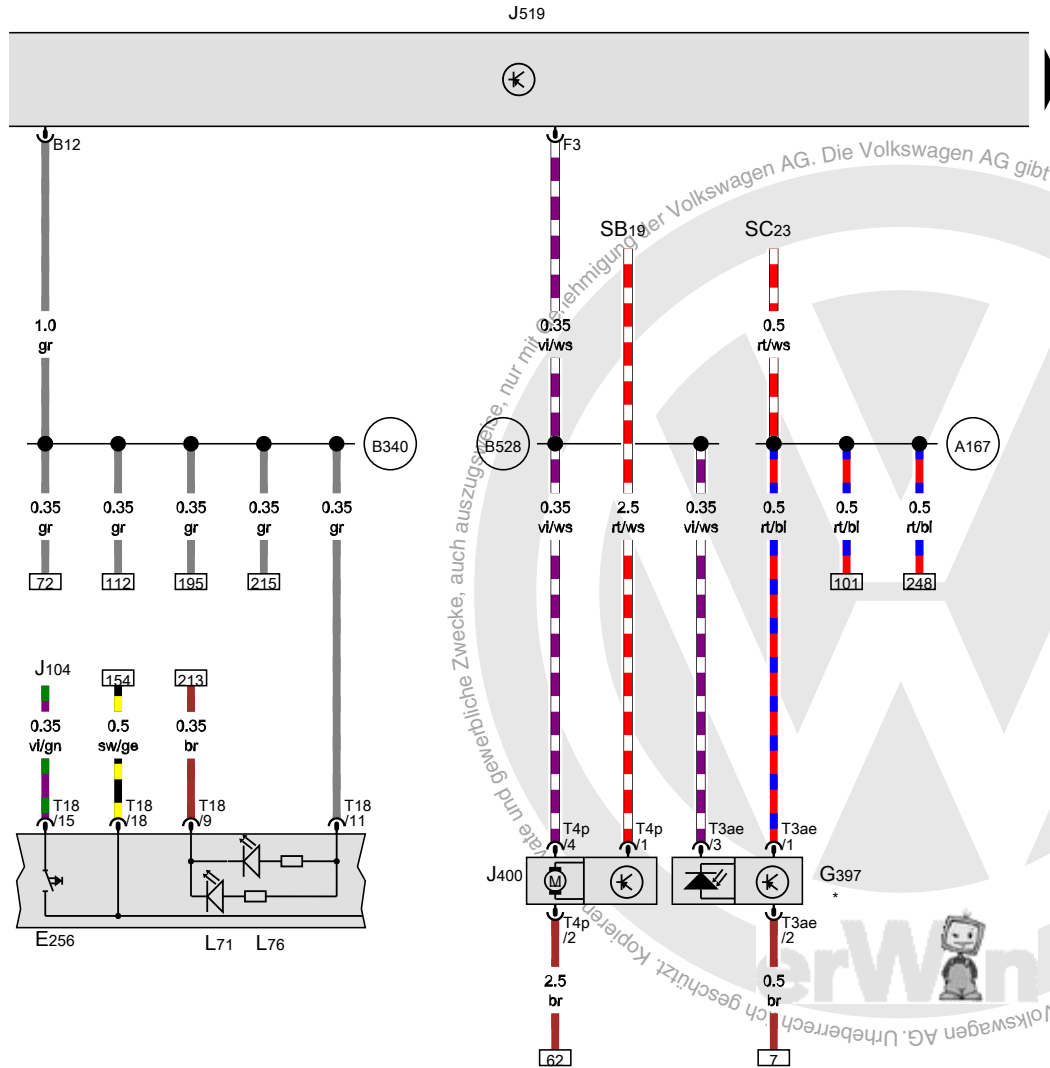 J519
B12
F3
SB19
SC23
1.0
gr
0.35
vi/ws
0.5
rt/ws
B340
B528
A167
0.35
gr
0.35
gr
0.35
gr
0.35
gr
0.35
gr
0.35
vi/ws
2.5
rt/ws
0.35
vi/ws
0.5
rt/bl
0.5
rt/bl
0.5
rt/bl
72
112
195
215
101
248
J104
154
213
0.35
vi/gn
0.5
sw/ge
0.35
br
T18
/15
T18
/18
T18
/9
T18
/11
T4p
/4
T4p
/1
T3ae
/3
T3ae
/1
J400
M
G397
*
E256
L71
L76
T4p
/2
T3ae
/2
2.5
br
0.5
br
62
7
erWin
vate und gewerbliche Zwecke, auch auszugsweise, nur mit Genehmigung der Volkswagen AG. Die Volkswagen AG gibt
Volkswagen AG. Urheberrechtlich geschützt. Kopieren